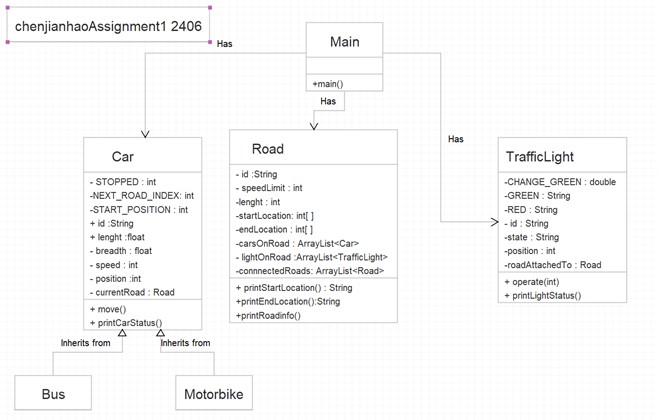 chenjianhaoAssignment1 2406
Has
Main
+main()
Has
Has
Car
- STOPPED : int
-NEXT_ROAD_INDEX: int
-START_POSITION : int
+ id :String
+ lenght :float
- breadth : float
- speed : int
- position :int
- currentRoad : Road
+ move()
+ printCarStatus()
Road
- id :String
- speedLimit : int
-lenght : int
-startLocation: int[ ]
-endLocation : int[ ]
-carsOnRoad : ArrayList<Car>
- lightOnRoad :ArrayList<TrafficLight>
-connnectedRoads: ArrayList<Road>
+ printStartLocation() : String
+printEndLocation():String
+printRoadinfo()
TrafficLight
-CHANGE_GREEN : double
-GREEN : String
-RED : String
- id : String
-state : String
-position : int
-roadAttachedTo : Road
+ operate(int)
+ printLightStatus()
Inherits from
Inherits from
Bus
Motorbike